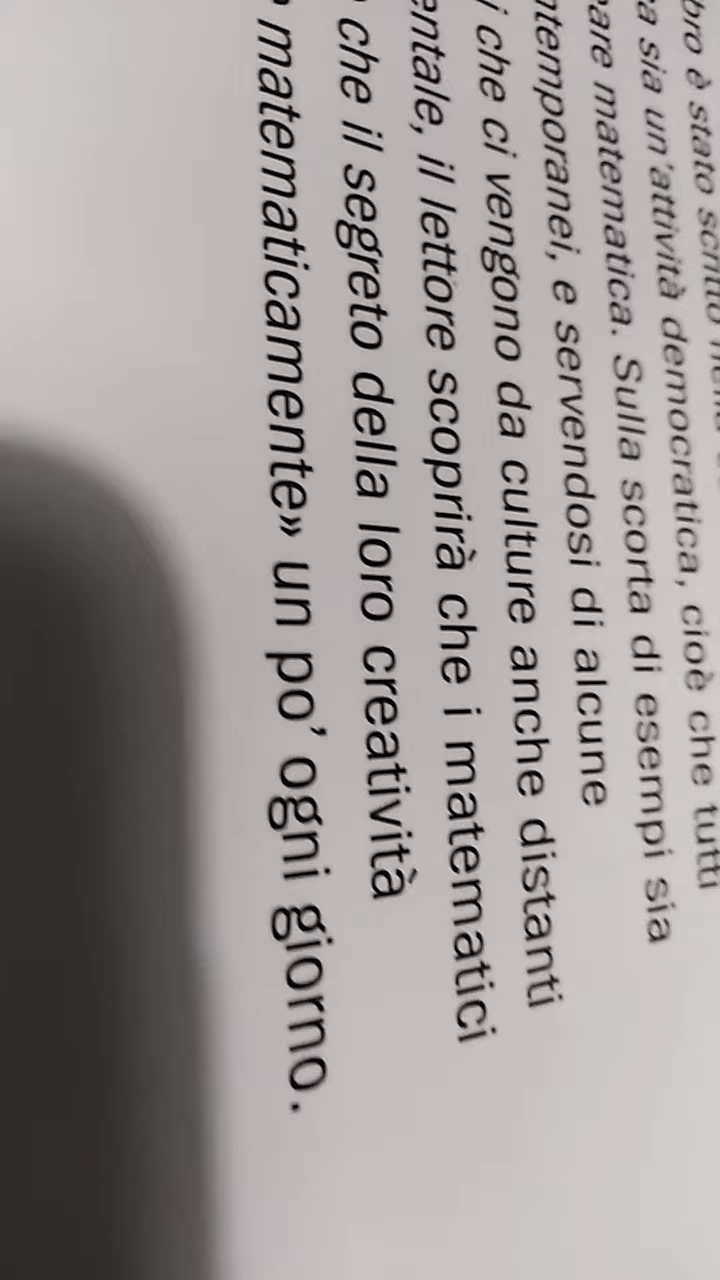 è stato scritto
sia un'attività democratica, cioè che tutti
matematica. Sulla scorta di esempi sia
e servendosi di alcune
che ci vengono da culture anche distanti
il lettore scoprirà che i matematici
che il segreto della loro creatività
matematicamente» un po' ogni giorno.